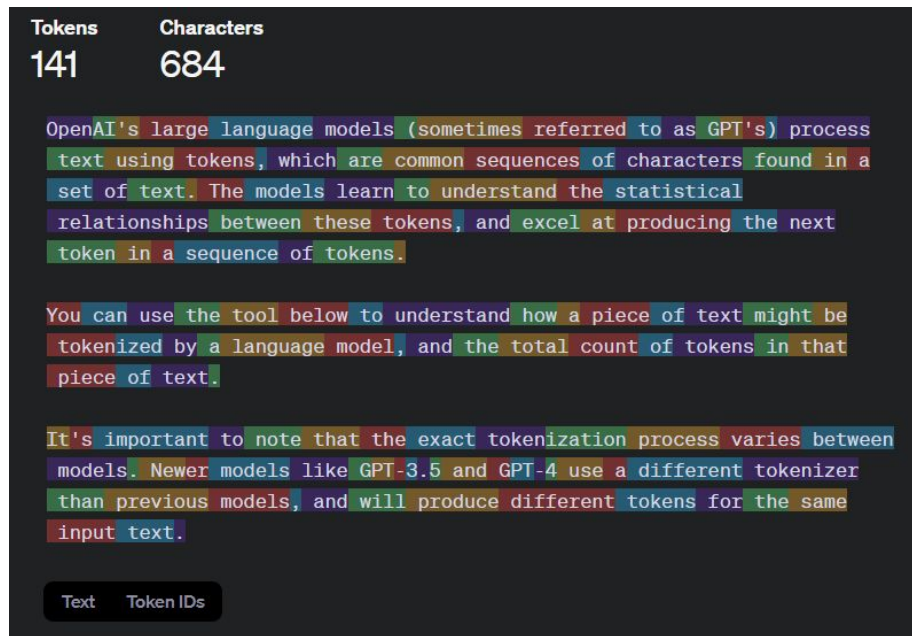 Tokens Characters
141 684
OpenAI's large language models (sometimes referred to as GPT's) process
text using tokens, which are common sequences of characters found in a
set of text. The models learn to understand the statistical
relationships between these tokens, and excel at producing the next
token in a sequence of tokens.
You can use the tool below to understand how a piece of text might be
tokenized by a language model, and the total count of tokens in that
piece of text.
It's important to note that the exact tokenization process varies between
models. Newer models like GPT-3.5 and GPT-4 use a different tokenizer
than previous models, and will produce different tokens for the same
input text.
Text Token IDs